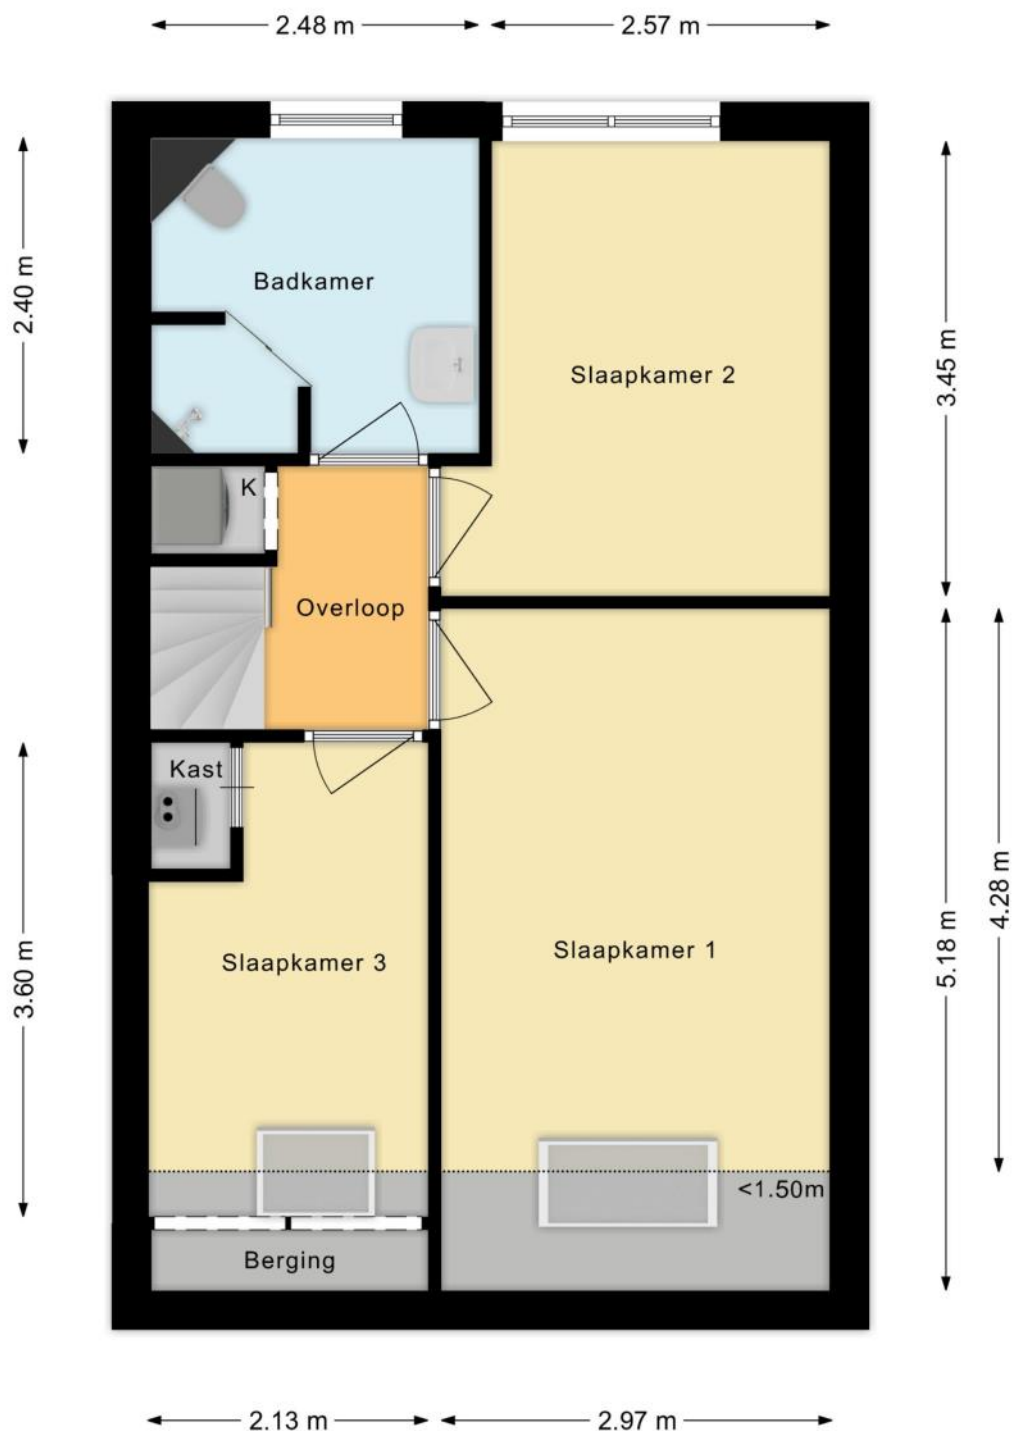 2.48 m
2.57 m
2.40 m
Badkamer
3.45 m
Slaapkamer 2
K
Overloop
Kast
4.28 m
5.18 m
Slaapkamer 1
Slaapkamer 3
3.60 m
<1.50m
Berging
2.13 m
2.97 m